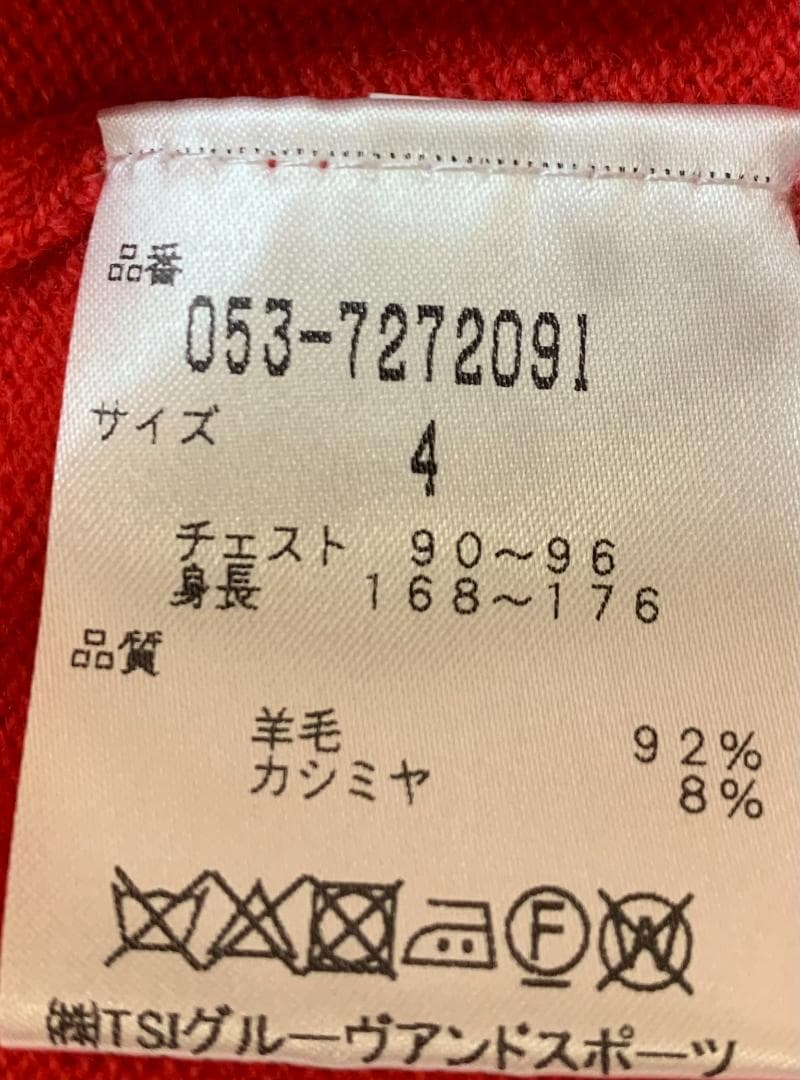 品番
053-7272091
サイズ
4
チェスト 90〜96
身長 168〜176
品質
羊毛 92%
カシミヤ 8%
F W
㈱TSIグルーヴアンドスポーツ